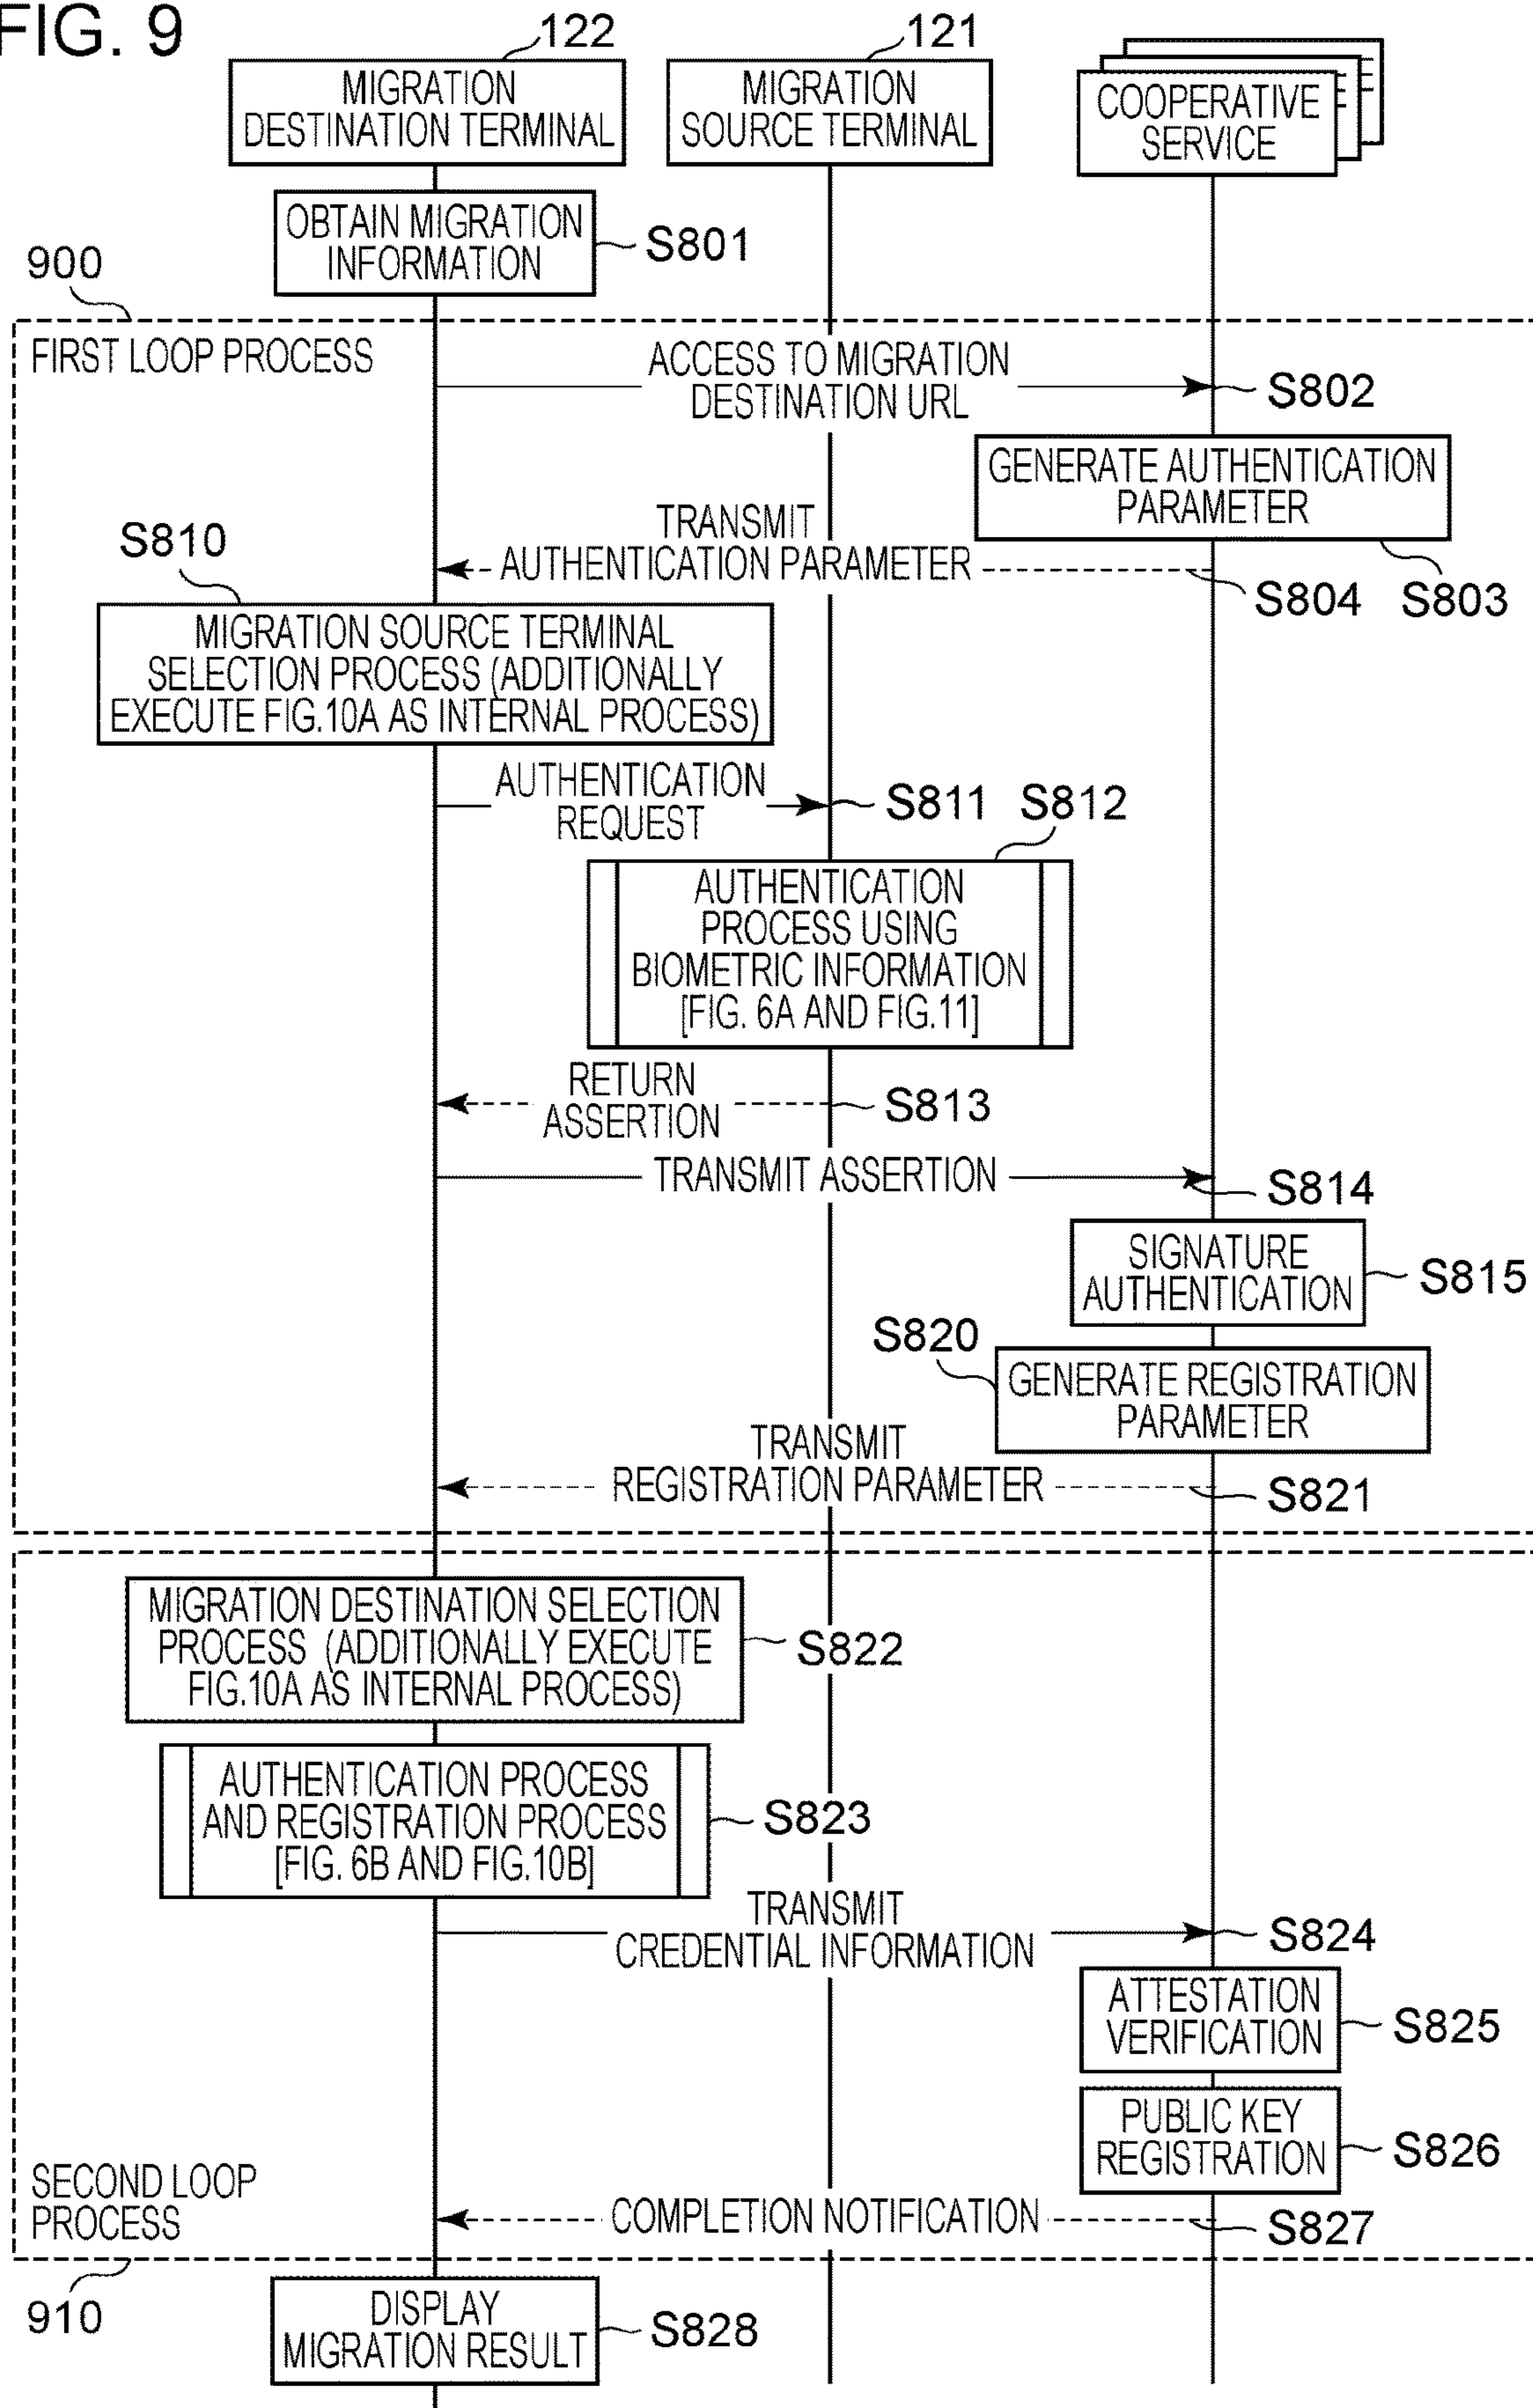 FIG. 9
122
121
MIGRATION
DESTINATION TERMINAL
MIGRATION
SOURCE TERMINAL
COOPERATIVE
SERVICE
OBTAIN MIGRATION
INFORMATION
S801
900
FIRST LOOP PROCESS
ACCESS TO MIGRATION
DESTINATION URL
S802
GENERATE AUTHENTICATION
PARAMETER
S803
TRANSMIT
AUTHENTICATION PARAMETER
S804
S810
MIGRATION SOURCE TERMINAL
SELECTION PROCESS (ADDITIONALLY
EXECUTE FIG.10A AS INTERNAL PROCESS)
AUTHENTICATION
REQUEST
S811
S812
AUTHENTICATION
PROCESS USING
BIOMETRIC INFORMATION
[FIG. 6A AND FIG.11]
RETURN
ASSERTION
S813
TRANSMIT ASSERTION
S814
SIGNATURE
AUTHENTICATION
S815
S820
GENERATE REGISTRATION
PARAMETER
TRANSMIT
REGISTRATION PARAMETER
S821
MIGRATION DESTINATION SELECTION
PROCESS (ADDITIONALLY EXECUTE
FIG.10A AS INTERNAL PROCESS)
S822
AUTHENTICATION PROCESS
AND REGISTRATION PROCESS
[FIG. 6B AND FIG.10B]
S823
TRANSMIT
CREDENTIAL INFORMATION
S824
ATTESTATION
VERIFICATION
S825
PUBLIC KEY
REGISTRATION
S826
SECOND LOOP
PROCESS
COMPLETION NOTIFICATION
S827
910
DISPLAY
MIGRATION RESULT
S828